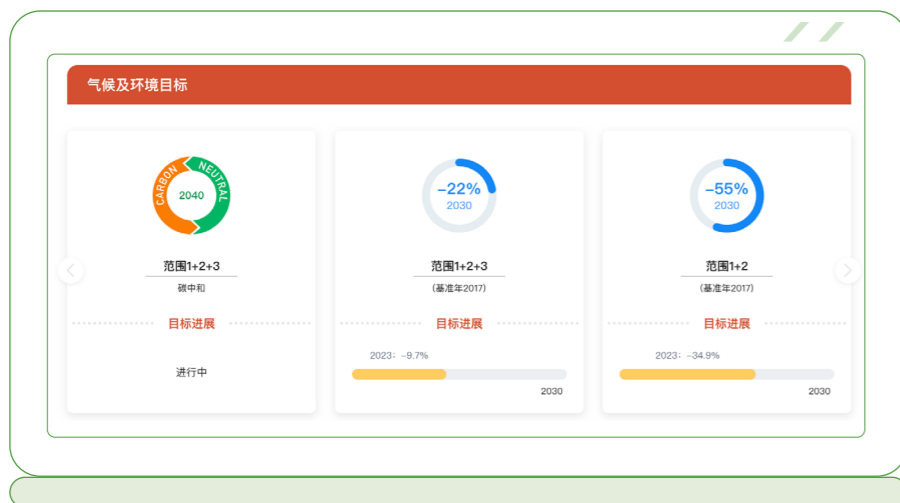 气候及环境目标
CARBON NEUTRAL
2040
范围1+2+3
碳中和
目标进展
进行中
-22%
2030
范围1+2+3
(基准年2017)
目标进展
2023: -9.7%
2030
-55%
2030
范围1+2
(基准年2017)
目标进展
2023: -34.9%
2030